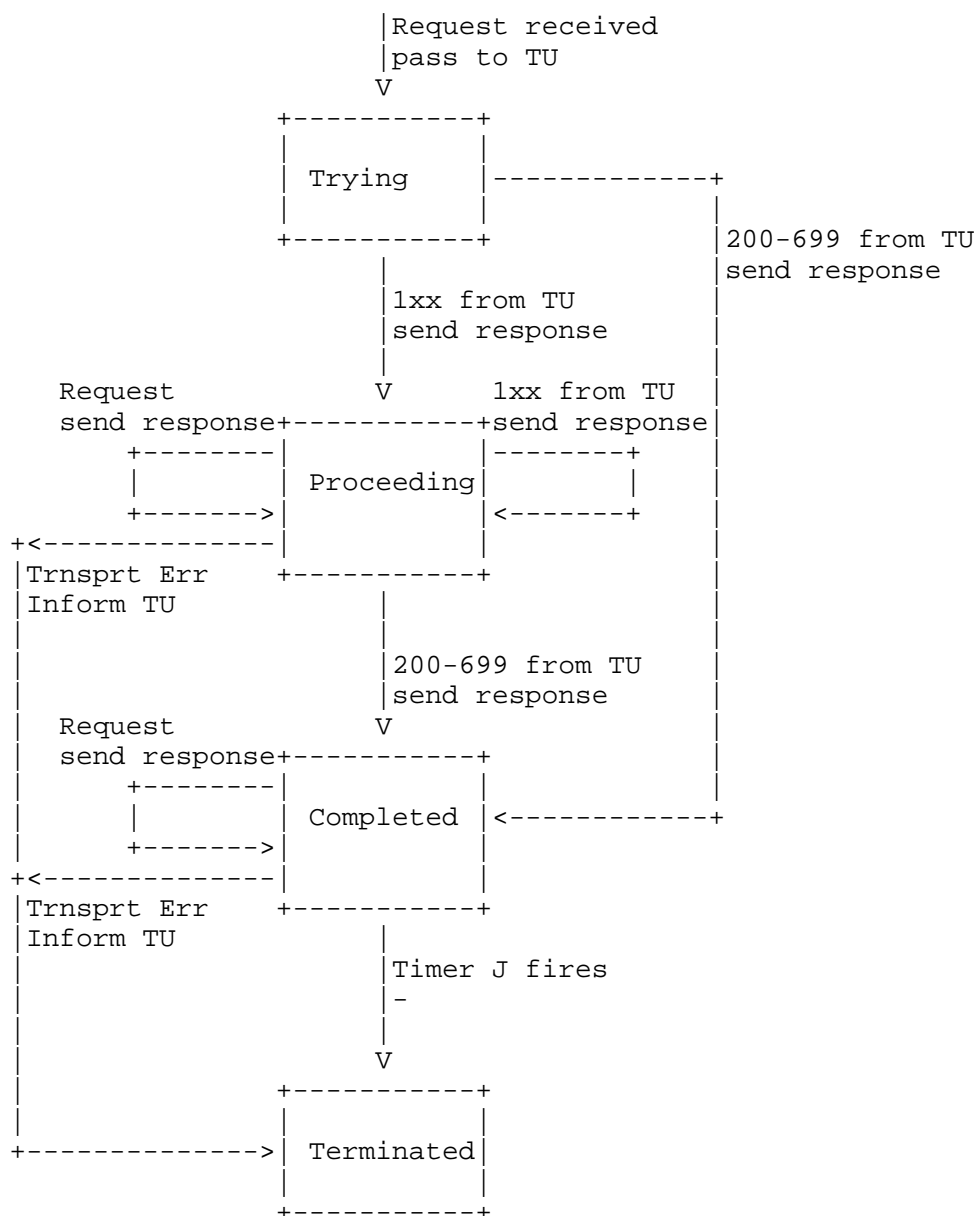 Request received
pass to TU
Trying
200-699 from TU
send response
1xx from TU
send response
Request
1xx from TU
send response
send response
Proceeding
Trnsprt Err
Inform TU
200-699 from TU
send response
Request
send response
Completed
Trnsprt Err
Inform TU
Timer J fires
-
Terminated